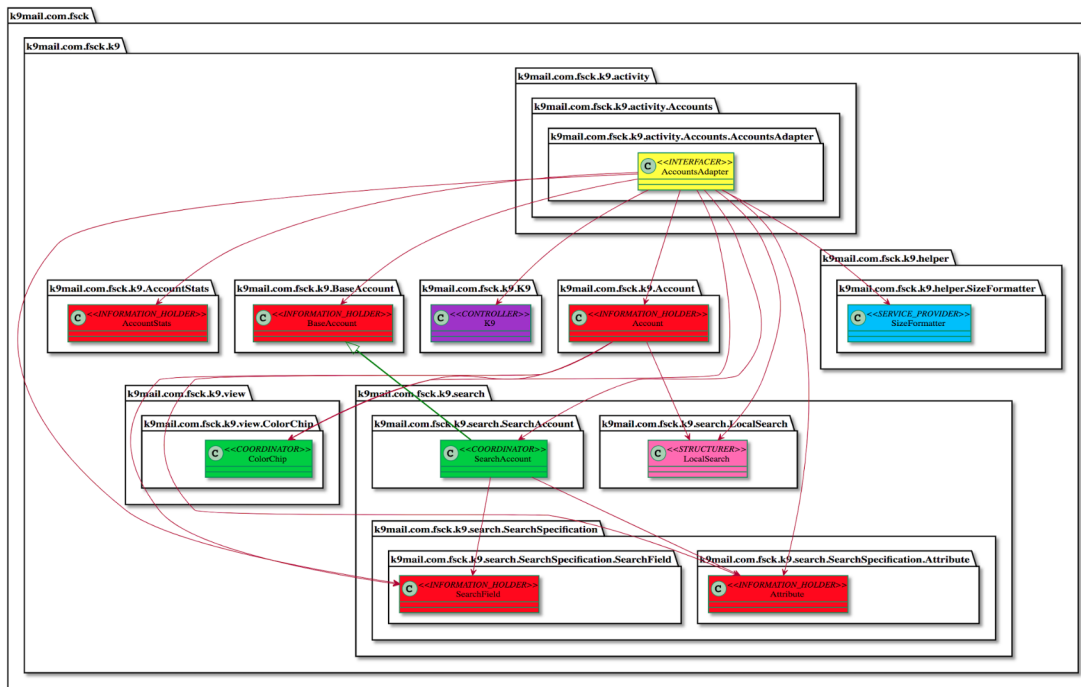 k9mail.com.fsck
k9mail.com.fsck.k9
k9mail.com.fsck.k9.activity
k9mail.com.fsck.k9.activity.Accounts
k9mail.com.fsck.k9.activity.Accounts.AccountsAdapter
C <<INTERFACER>>
AccountsAdapter
k9mail.com.fsck.k9.helper
k9mail.com.fsck.k9.AccountStats
k9mail.com.fsck.k9.BaseAccount
k9mail.com.fsck.k9.K9
k9mail.com.fsck.k9.Account
k9mail.com.fsck.k9.helper.SizeFormatter
C <<INFORMATION_HOLDER>>
AccountStats
C <<INFORMATION_HOLDER>>
BaseAccount
C <<CONTROLLER>>
K9
C <<INFORMATION_HOLDER>>
Account
C <<SERVICE_PROVIDER>>
SizeFormatter
k9mail.com.fsck.k9.view
k9mail.com.fsck.k9.search
k9mail.com.fsck.k9.view.ColorChip
k9mail.com.fsck.k9.search.SearchAccount
k9mail.com.fsck.k9.search.LocalSearch
C <<COORDINATOR>>
ColorChip
C <<COORDINATOR>>
SearchAccount
C <<STRUCTURER>>
LocalSearch
k9mail.com.fsck.k9.search.SearchSpecification
k9mail.com.fsck.k9.search.SearchSpecification.SearchField
k9mail.com.fsck.k9.search.SearchSpecification.Attribute
C <<INFORMATION_HOLDER>>
SearchField
C <<INFORMATION_HOLDER>>
Attribute